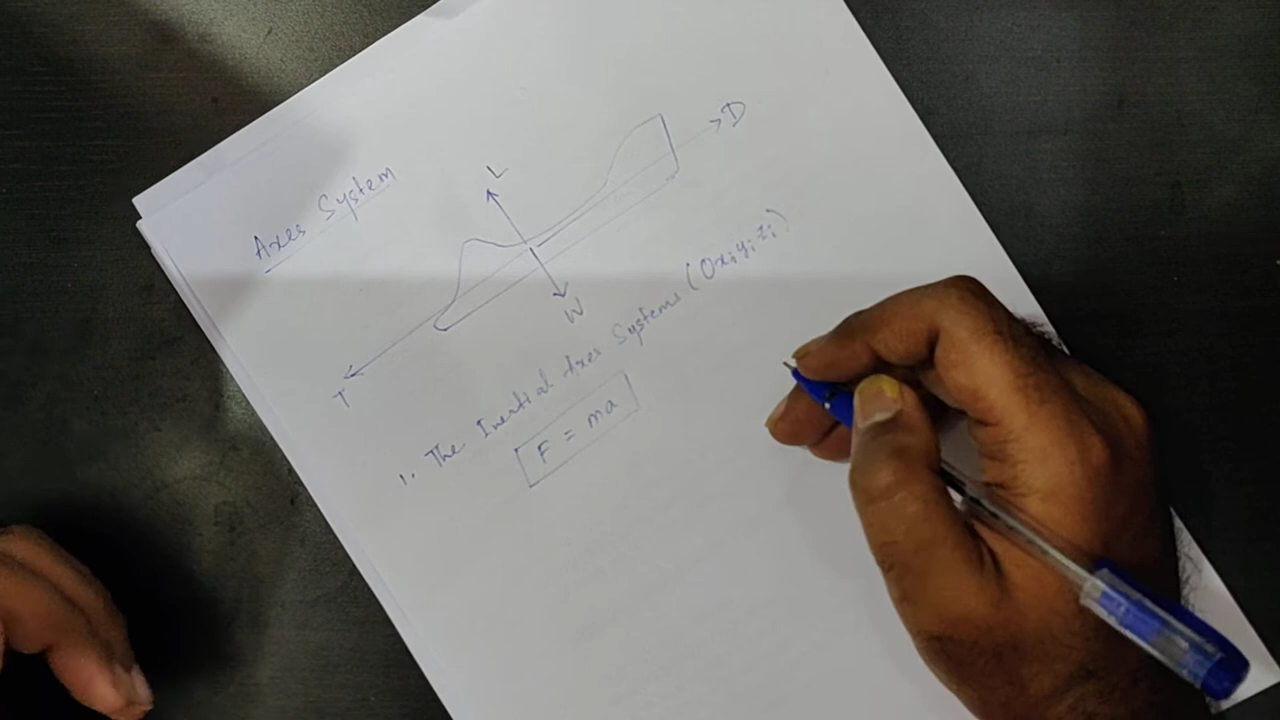 Axes System
L
D
W
T
1. The Inertial Axes Systems (Oxᵢyᵢzᵢ)
F = ma